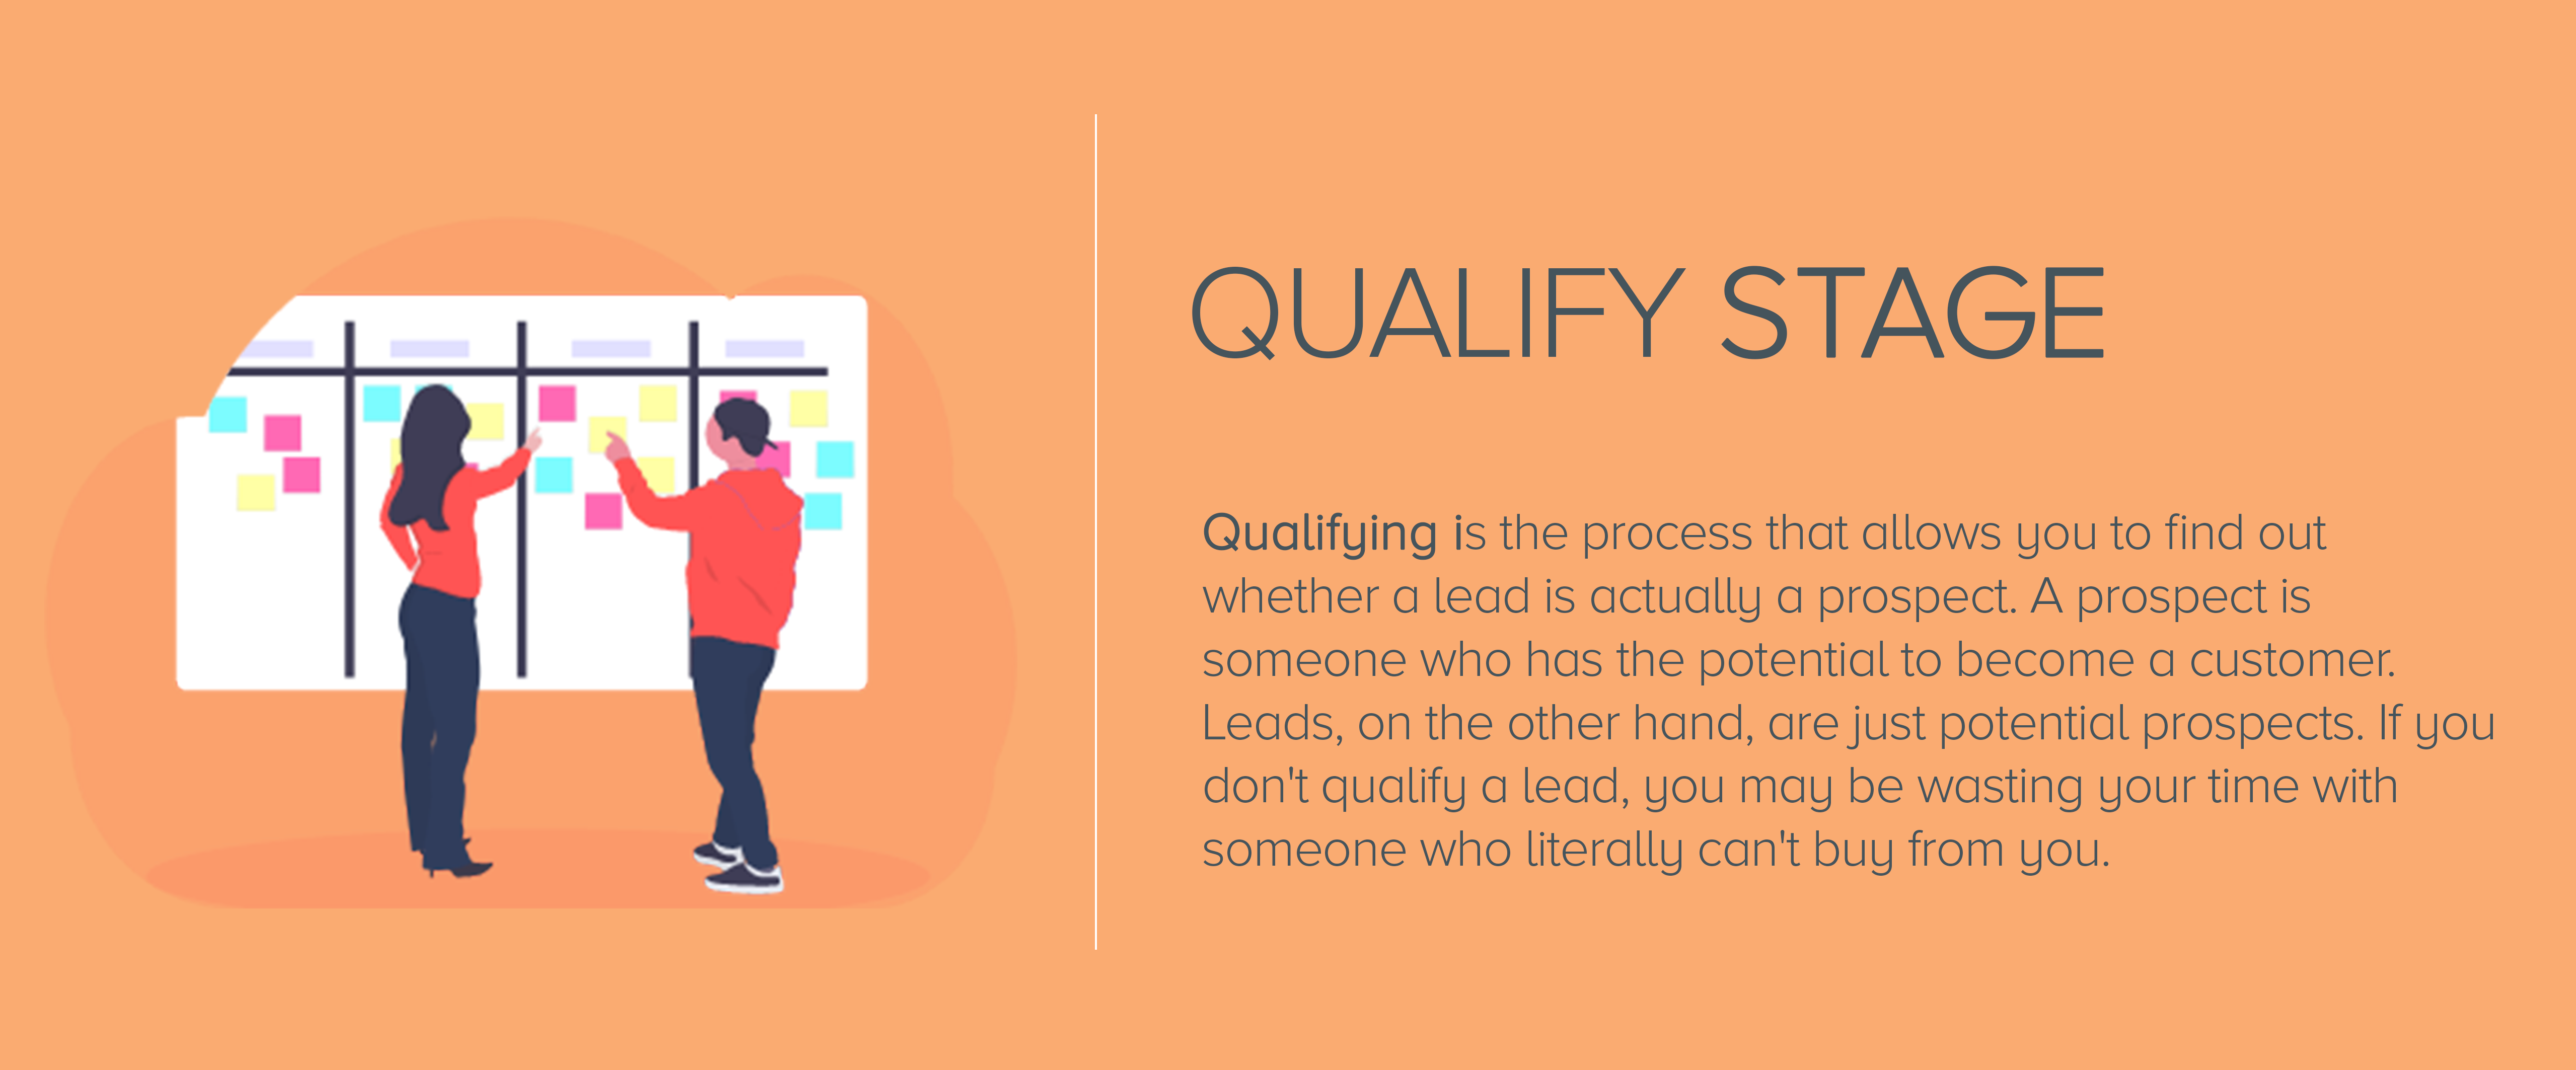 QUALIFY STAGE
Qualifying is the process that allows you to find out
whether a lead is actually a prospect. A prospect is
someone who has the potential to become a customer.
Leads, on the other hand, are just potential prospects. If you
don't qualify a lead, you may be wasting your time with
someone who literally can't buy from you.